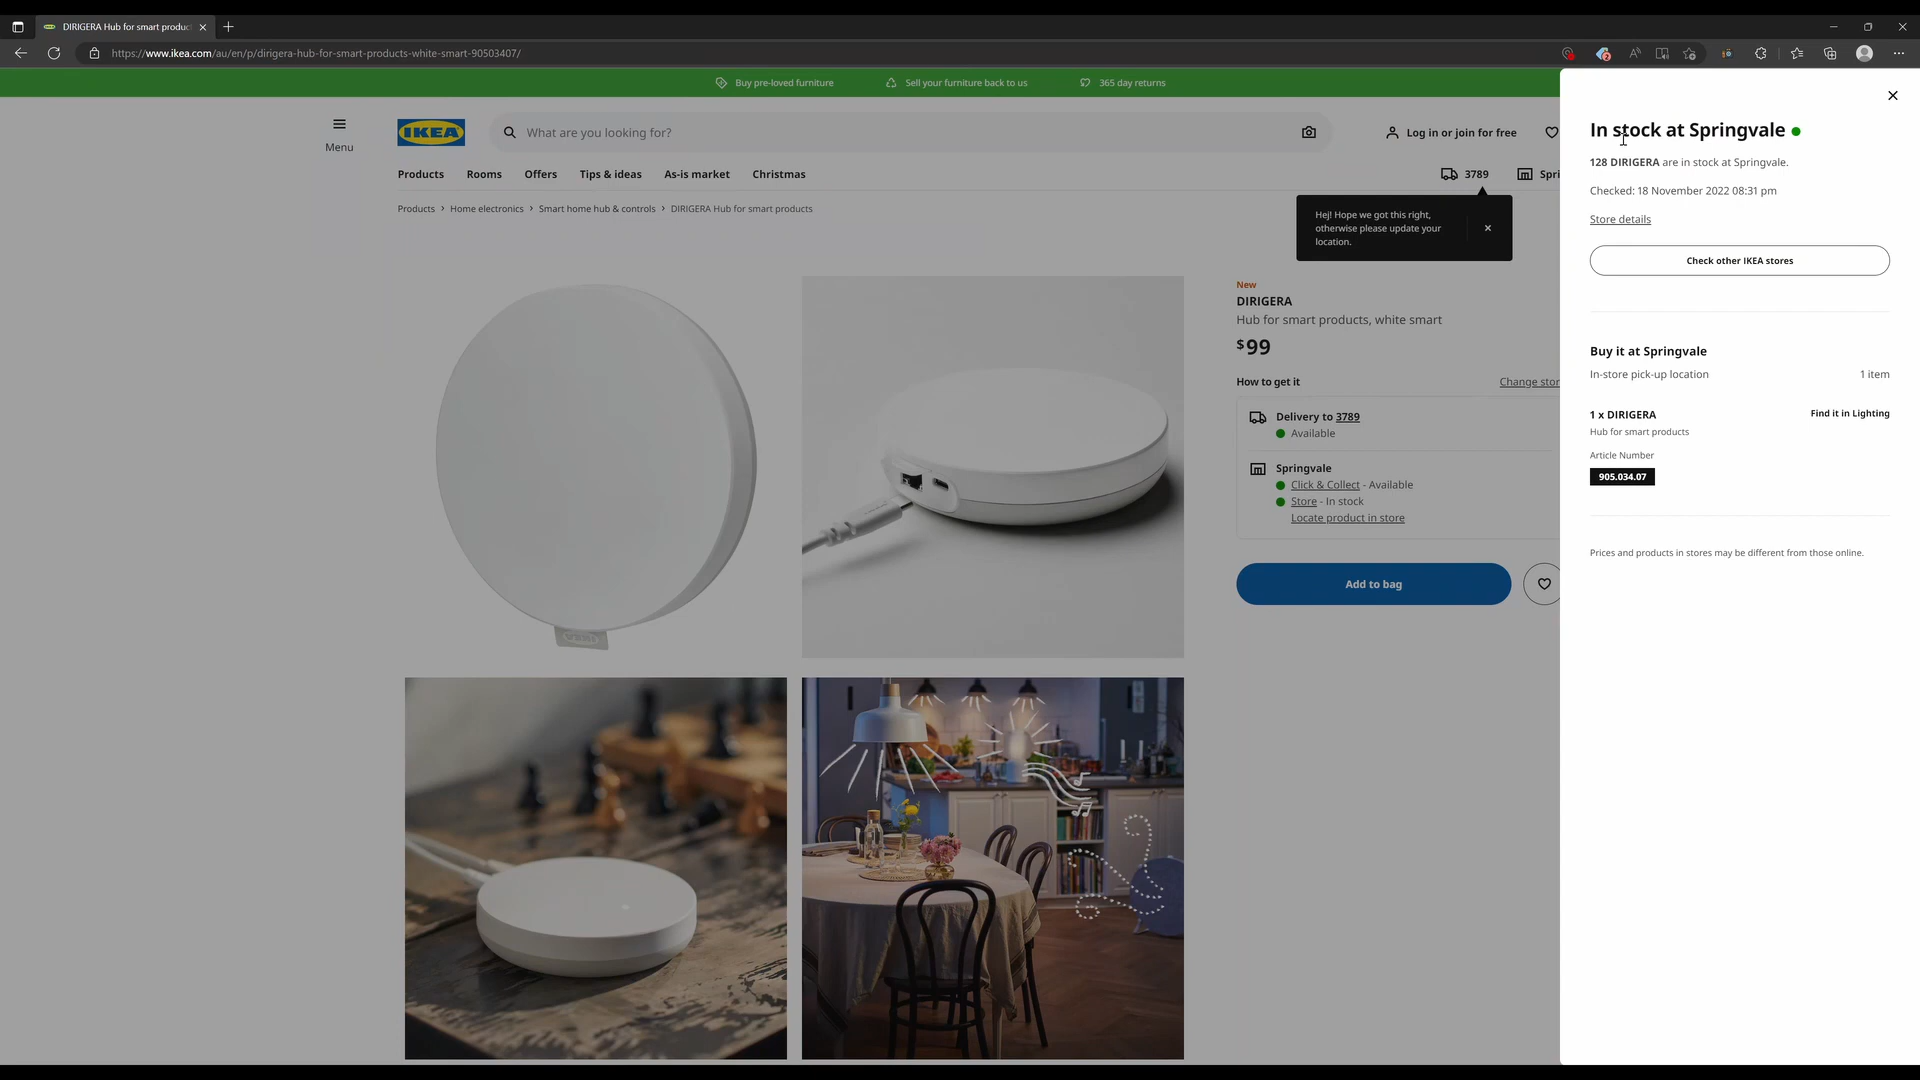 DIRIGERA Hub for smart produc
https://www.ikea.com/au/en/p/dirigera-hub-for-smart-products-white-smart-90503407/
Buy pre-loved furniture
Sell your furniture back to us
365 day returns
Menu
IKEA
What are you looking for?
Log in or join for free
Products
Rooms
Offers
Tips & ideas
As-is market
Christmas
3789
Spri
Products > Home electronics > Smart home hub & controls > DIRIGERA Hub for smart products
Hej! Hope we got this right,
otherwise please update your
location.
New
DIRIGERA
Hub for smart products, white smart
$99
How to get it
Change stor
Delivery to 3789
Available
Springvale
Click & Collect - Available
Store - In stock
Locate product in store
Add to bag
In stock at Springvale
128 DIRIGERA are in stock at Springvale.
Checked: 18 November 2022 08:31 pm
Store details
Check other IKEA stores
Buy it at Springvale
In-store pick-up location
1 item
1 x DIRIGERA
Find it in Lighting
Hub for smart products
Article Number
905.034.07
Prices and products in stores may be different from those online.